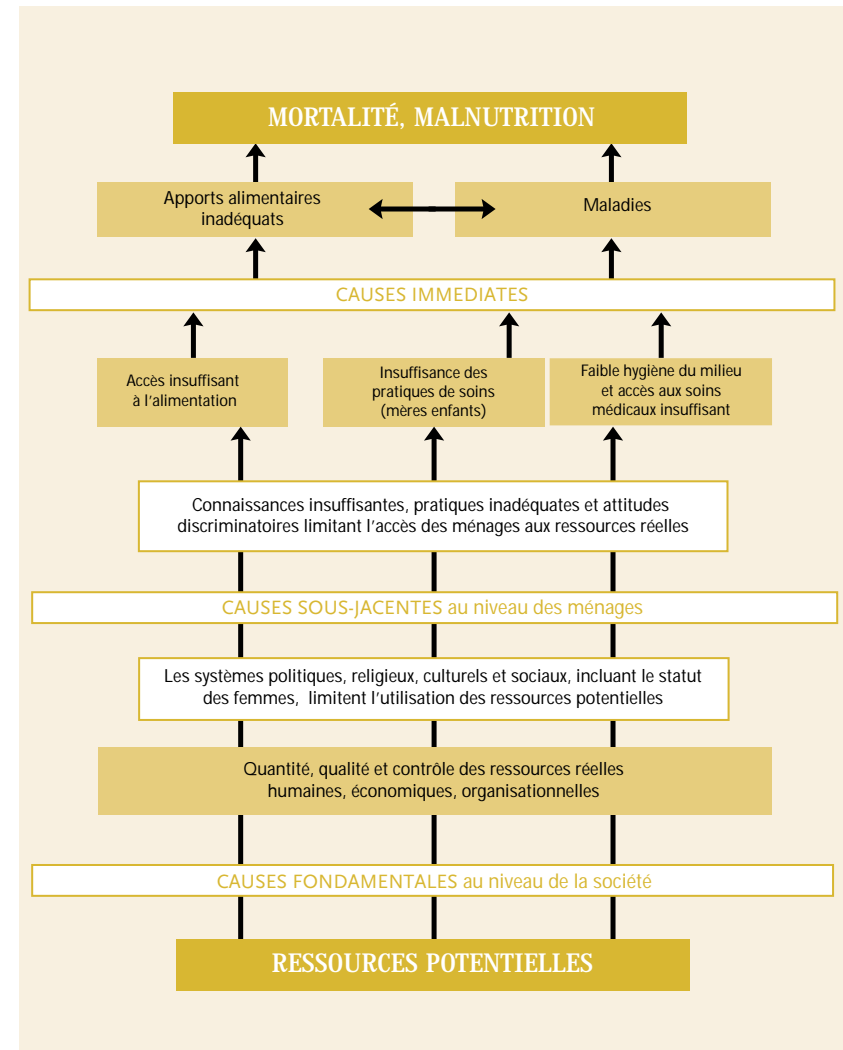 MORTALITÉ, MALNUTRITION
Apports alimentaires
inadéquats
Maladies
CAUSES IMMEDIATES
Accès insuffisant
à l'alimentation
Insuffisance des
pratiques de soins
(mères enfants)
Faible hygiène du milieu
et accès aux soins
médicaux insuffisant
Connaissances insuffisantes, pratiques inadéquates et attitudes
discriminatoires limitant l'accès des ménages aux ressources réelles
CAUSES SOUS-JACENTES au niveau des ménages
Les systèmes politiques, religieux, culturels et sociaux, incluant le statut
des femmes, limitent l'utilisation des ressources potentielles
Quantité, qualité et contrôle des ressources réelles
humaines, économiques, organisationnelles
CAUSES FONDAMENTALES au niveau de la société
RESSOURCES POTENTIELLES